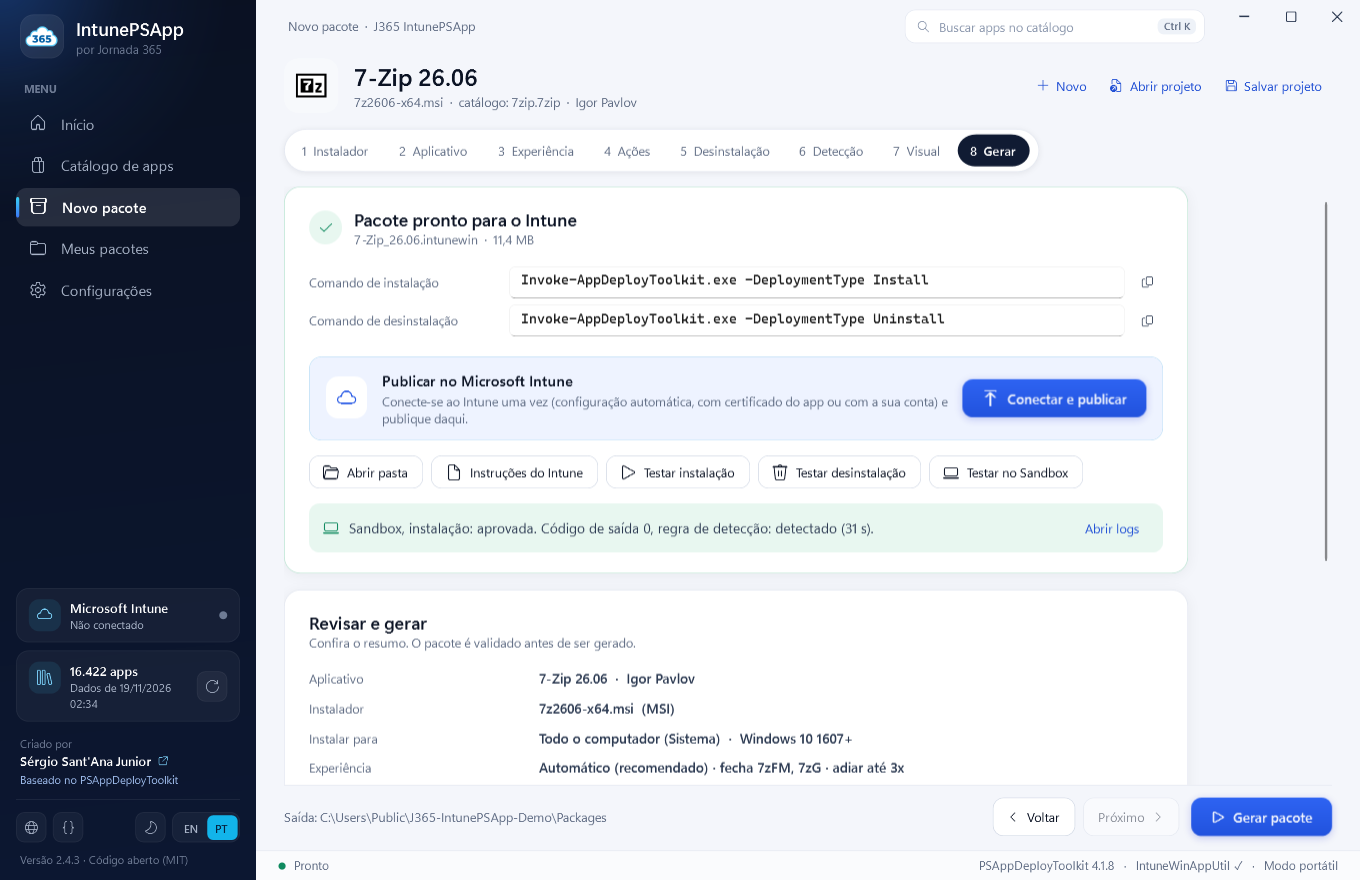 365
IntunePSApp
por Jornada 365
MENU
Início
Catálogo de apps
Novo pacote
Meus pacotes
Configurações
Microsoft Intune
Não conectado
16.422 apps
Dados de 19/11/2026
02:34
Criado por
Sérgio Sant'Ana Junior
Baseado no PSAppDeployToolkit
{}
EN PT
Versão 2.4.3 · Código aberto (MIT)
Novo pacote · J365 IntunePSApp
Buscar apps no catálogo Ctrl K
7z
7-Zip 26.06
7z2606-x64.msi · catálogo: 7zip.7zip · Igor Pavlov
Novo Abrir projeto Salvar projeto
1 Instalador 2 Aplicativo 3 Experiência 4 Ações 5 Desinstalação 6 Detecção 7 Visual 8 Gerar
Pacote pronto para o Intune
7-Zip_26.06.intunewin · 11,4 MB
Comando de instalação Invoke-AppDeployToolkit.exe -DeploymentType Install
Comando de desinstalação Invoke-AppDeployToolkit.exe -DeploymentType Uninstall
Publicar no Microsoft Intune
Conecte-se ao Intune uma vez (configuração automática, com certificado do app ou com a sua conta) e
publique daqui.
Conectar e publicar
Abrir pasta Instruções do Intune Testar instalação Testar desinstalação Testar no Sandbox
Sandbox, instalação: aprovada. Código de saída 0, regra de detecção: detectado (31 s). Abrir logs
Revisar e gerar
Confira o resumo. O pacote é validado antes de ser gerado.
Aplicativo 7-Zip 26.06 · Igor Pavlov
Instalador 7z2606-x64.msi (MSI)
Instalar para Todo o computador (Sistema) · Windows 10 1607+
Experiência Automático (recomendado) · fecha 7zFM, 7zG · adiar até 3x
Saída: C:\Users\Public\J365-IntunePSApp-Demo\Packages
Voltar Próximo Gerar pacote
Pronto
PSAppDeployToolkit 4.1.8 · IntuneWinAppUtil ✓ · Modo portátil